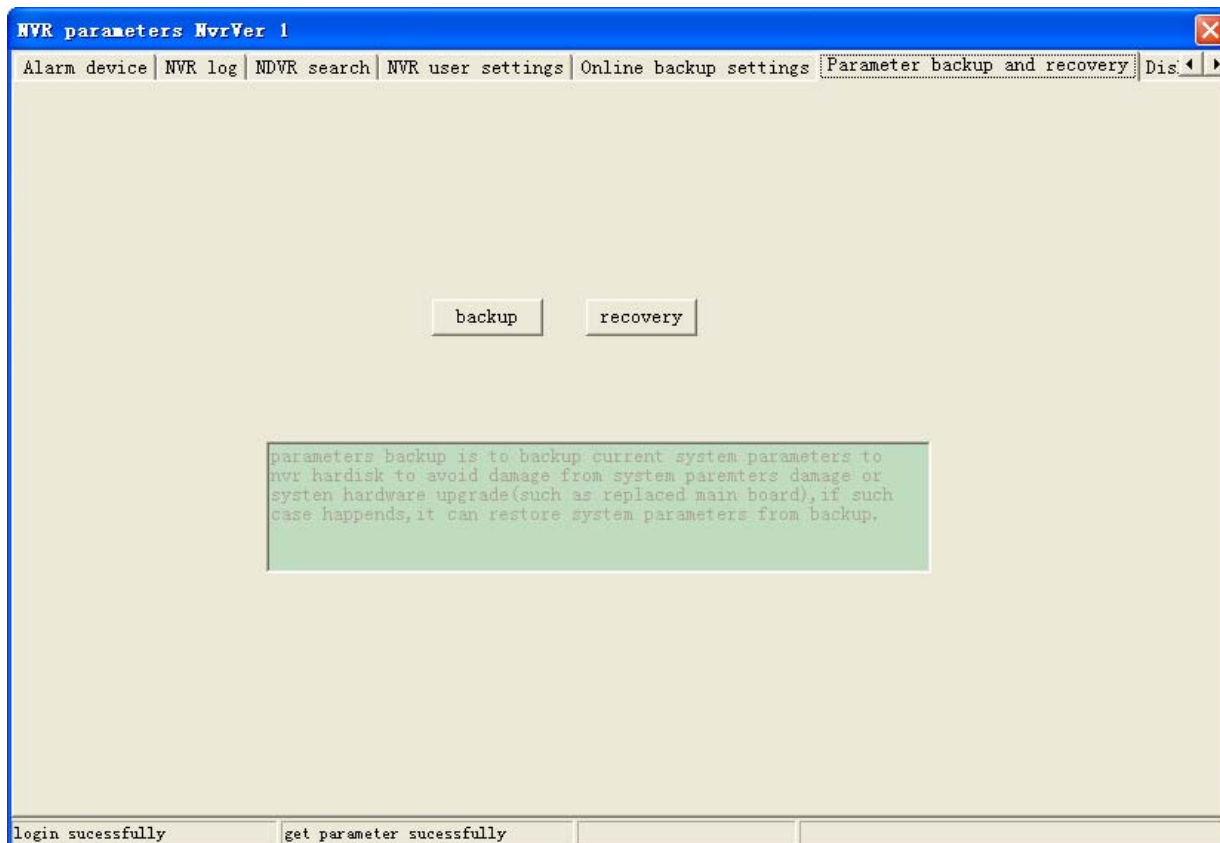 NVR parameters NvrVer 1
Alarm device NVR log NDVR search NVR user settings Online backup settings Parameter backup and recovery Dis
backup recovery
parameters backup is to backup current system parameters to
nvr hardisk to avoid damage from system paremters damage or
systen hardware upgrade(such as replaced main board),if such
case happends,it can restore system parameters from backup.
login sucessfully get parameter sucessfully